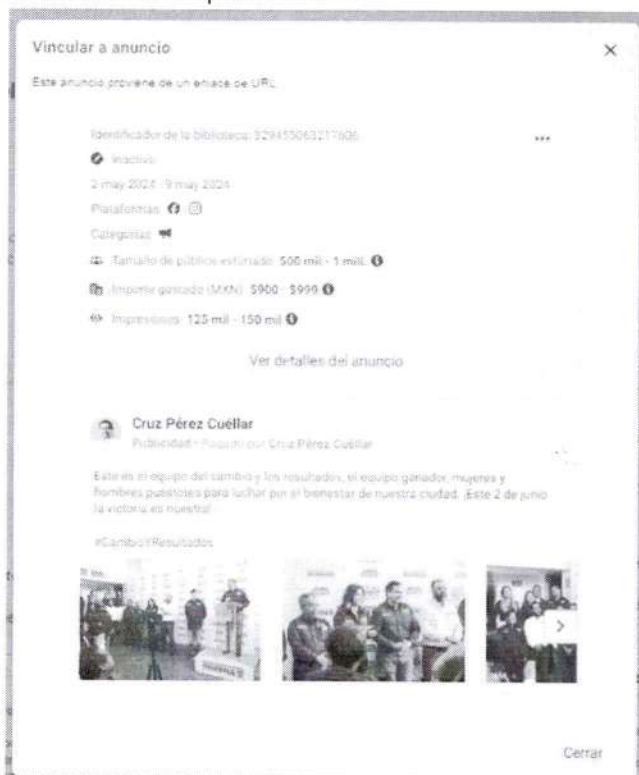 Vincular a anuncio
Este anuncio proviene de un enlace de URL
Identificador de la biblioteca: 329455063217606
Inactivo
2 may 2024 - 9 may 2024
Plataformas
Categorías
Tamaño de público estimado: 500 mil - 1 mill.
Importe gastado (MXN): $900 - $999
Impresiones: 125 mil - 150 mil
Ver detalles del anuncio
Cruz Pérez Cuéllar
Publicidad • Pagado por Cruz Pérez Cuéllar
Este es el equipo del cambio y los resultados, el equipo ganador, mujeres y
hombres puestotes para luchar por el bienestar de nuestra ciudad. ¡Este 2 de junio
la victoria es nuestra!
#CambioYResultados
morena
Cerrar